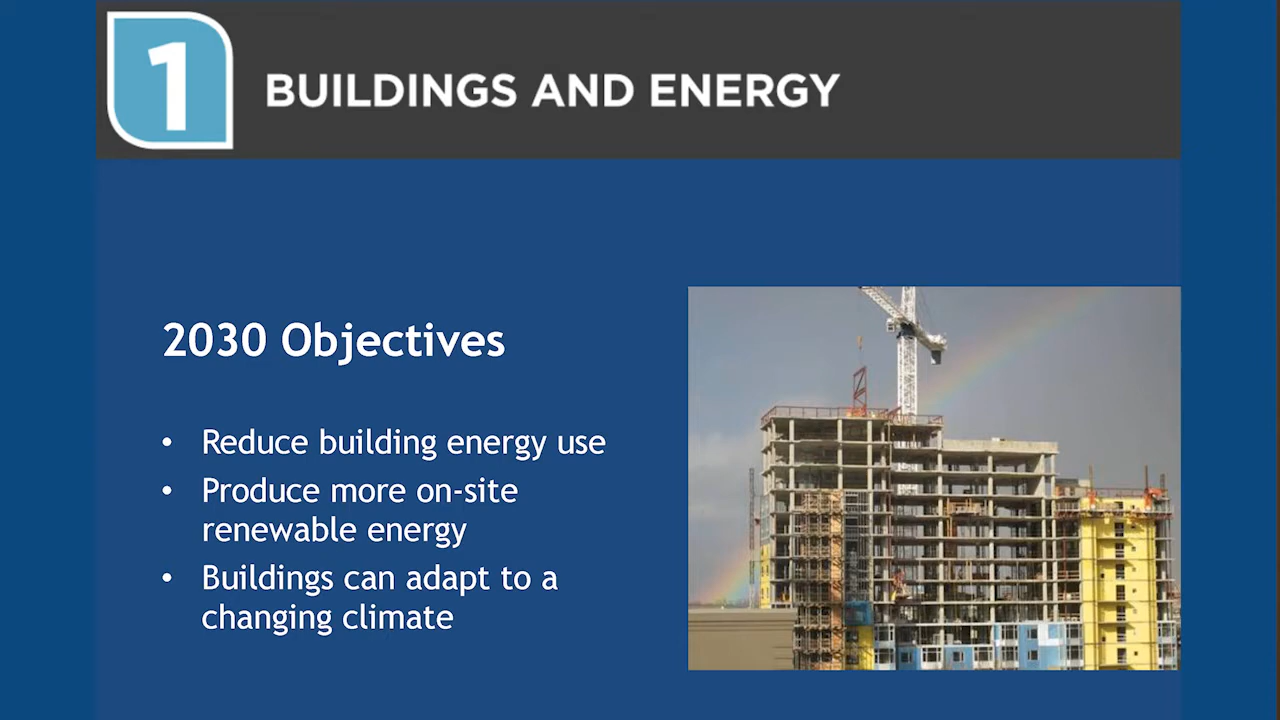 1
BUILDINGS AND ENERGY
2030 Objectives
• Reduce building energy use
• Produce more on-site
renewable energy
• Buildings can adapt to a
changing climate